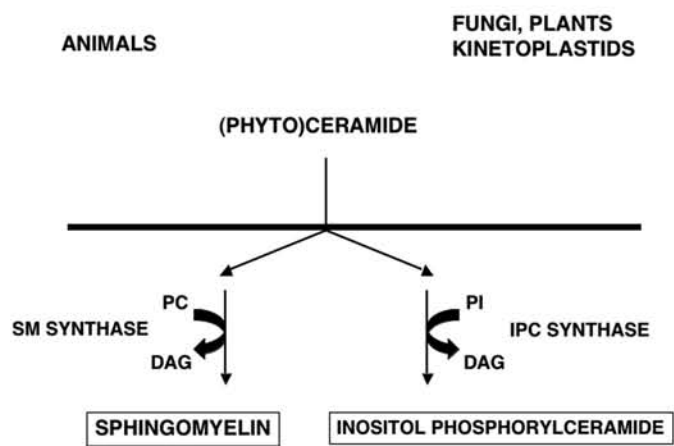 ANIMALS
FUNGI, PLANTS
KINETOPLASTIDS
(PHYTO)CERAMIDE
PC
SM SYNTHASE
DAG
PI
IPC SYNTHASE
DAG
SPHINGOMYELIN
INOSITOL PHOSPHORYLCERAMIDE